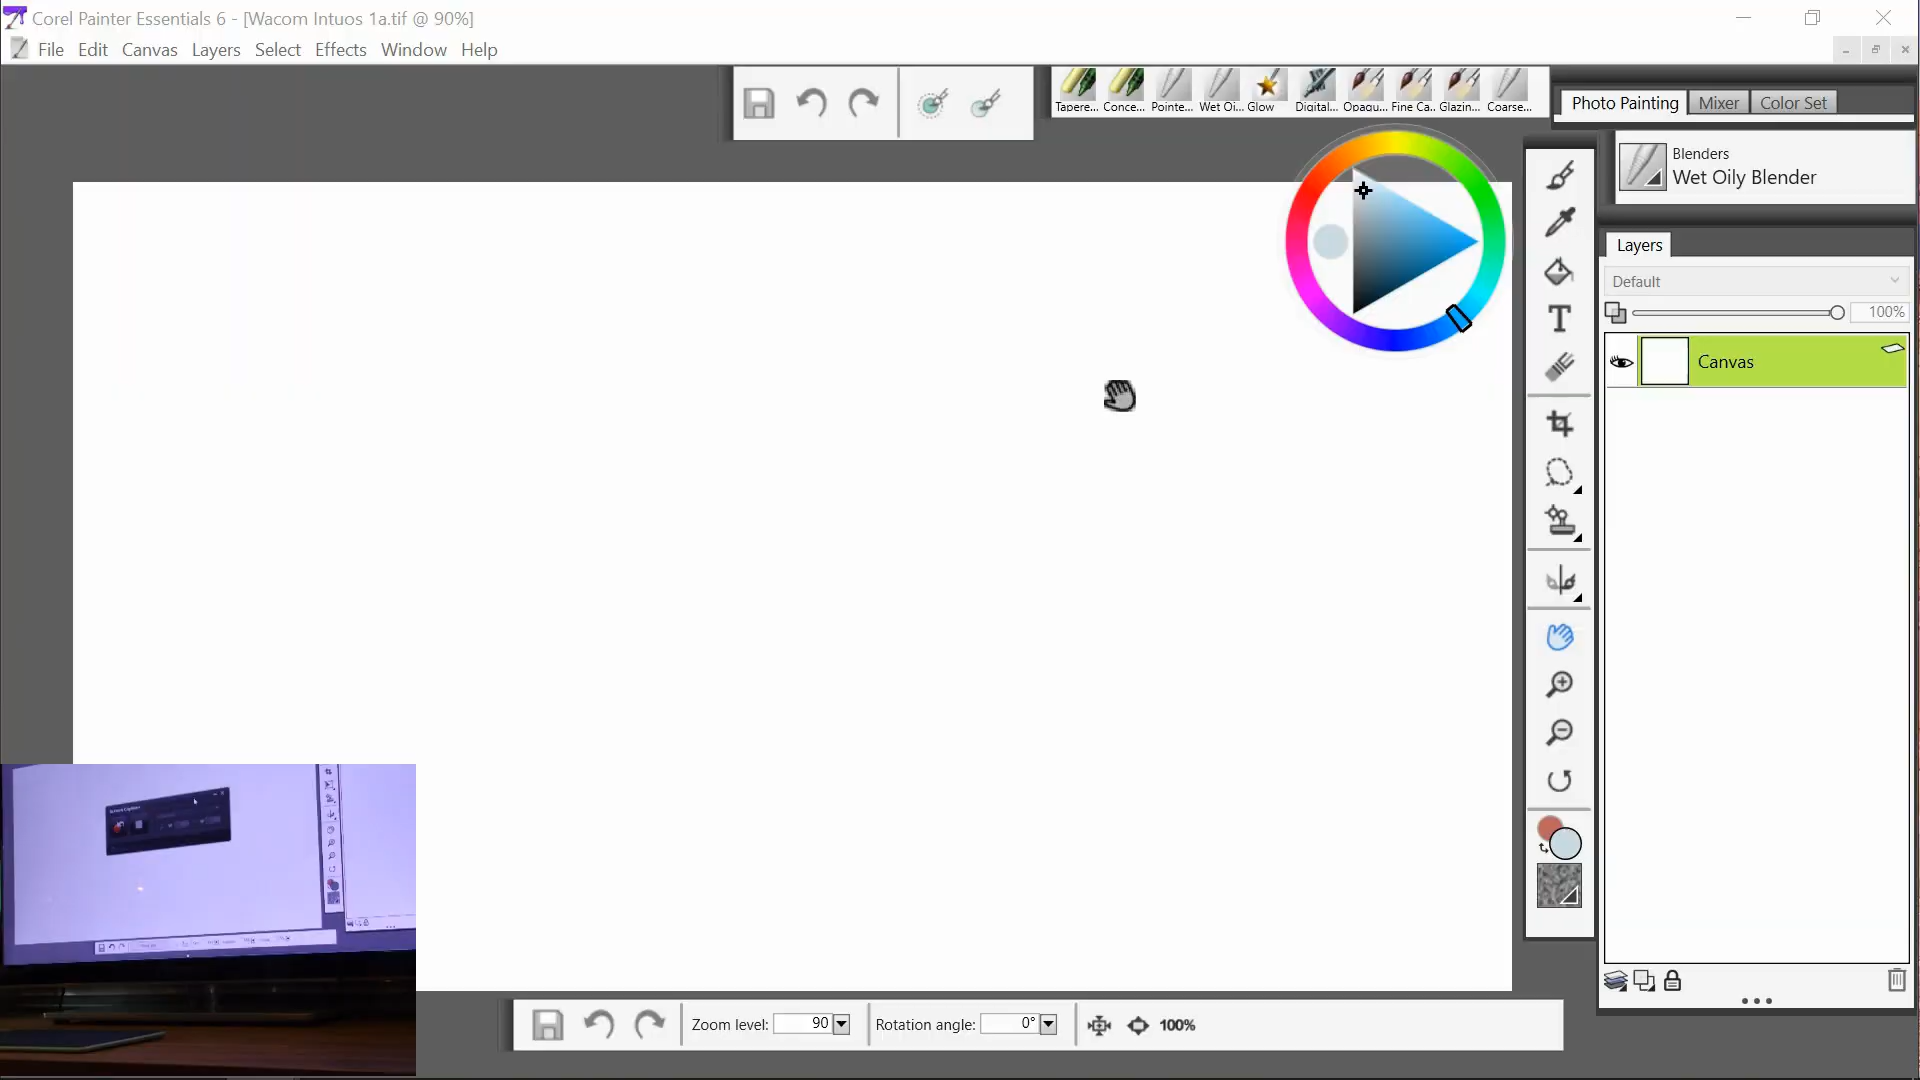 Corel Painter Essentials 6 - [Wacom Intuos 1a.tif @ 90%]
File Edit Canvas Layers Select Effects Window Help
Tapere... Conce... Pointe... Wet Oi... Glow Digital... Opaqu... Fine Ca.. Glazin... Coarse...
Photo Painting Mixer Color Set
Blenders
Wet Oily Blender
Layers
Default
100%
Canvas
Zoom level: 90 Rotation angle: 0° 100%